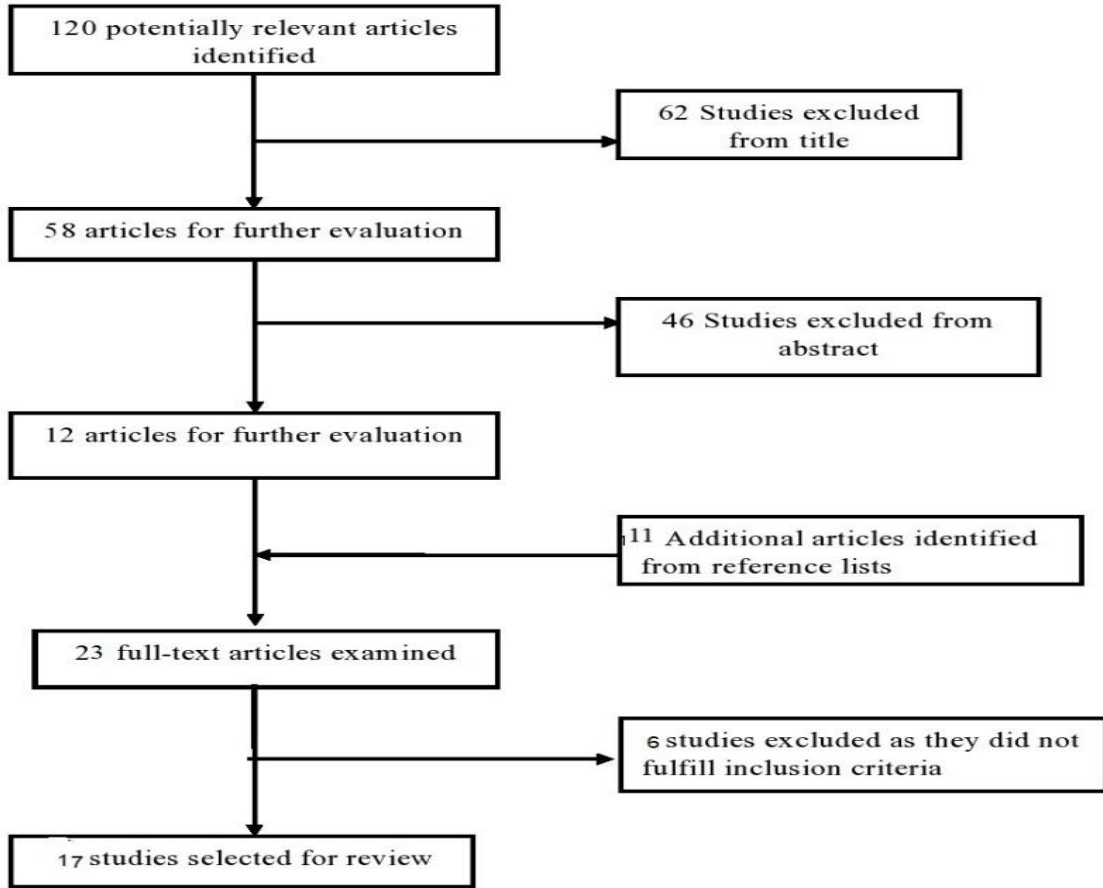 120 potentially relevant articles
identified
62 Studies excluded
from title
58 articles for further evaluation
46 Studies excluded from
abstract
12 articles for further evaluation
11 Additional articles identified
from reference lists
23 full-text articles examined
6 studies excluded as they did not
fulfill inclusion criteria
17 studies selected for review